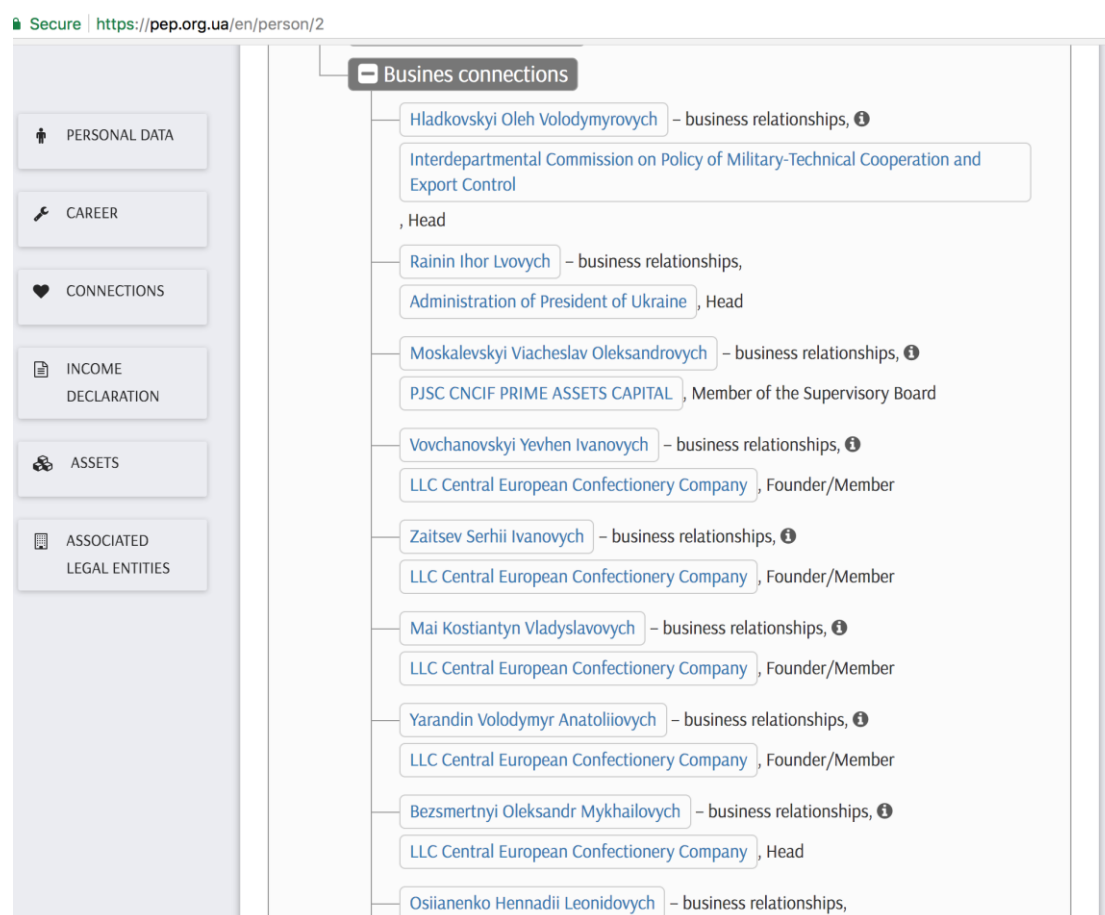 Secure https://pep.org.ua/en/person/2
PERSONAL DATA
CAREER
CONNECTIONS
INCOME
DECLARATION
ASSETS
ASSOCIATED
LEGAL ENTITIES
Busines connections
Hladkovskyi Oleh Volodymyrovych – business relationships,
Interdepartmental Commission on Policy of Military-Technical Cooperation and
Export Control
, Head
Rainin Ihor Lvovych – business relationships,
Administration of President of Ukraine , Head
Moskalevskyi Viacheslav Oleksandrovych – business relationships,
PJSC CNCIF PRIME ASSETS CAPITAL , Member of the Supervisory Board
Vovchanovskyi Yevhen Ivanovych – business relationships,
LLC Central European Confectionery Company , Founder/Member
Zaitsev Serhii Ivanovych – business relationships,
LLC Central European Confectionery Company , Founder/Member
Mai Kostiantyn Vladyslavovych – business relationships,
LLC Central European Confectionery Company , Founder/Member
Yarandin Volodymyr Anatoliiovych – business relationships,
LLC Central European Confectionery Company , Founder/Member
Bezsmertnyi Oleksandr Mykhailovych – business relationships,
LLC Central European Confectionery Company , Head
Osiianenko Hennadii Leonidovych – business relationships,